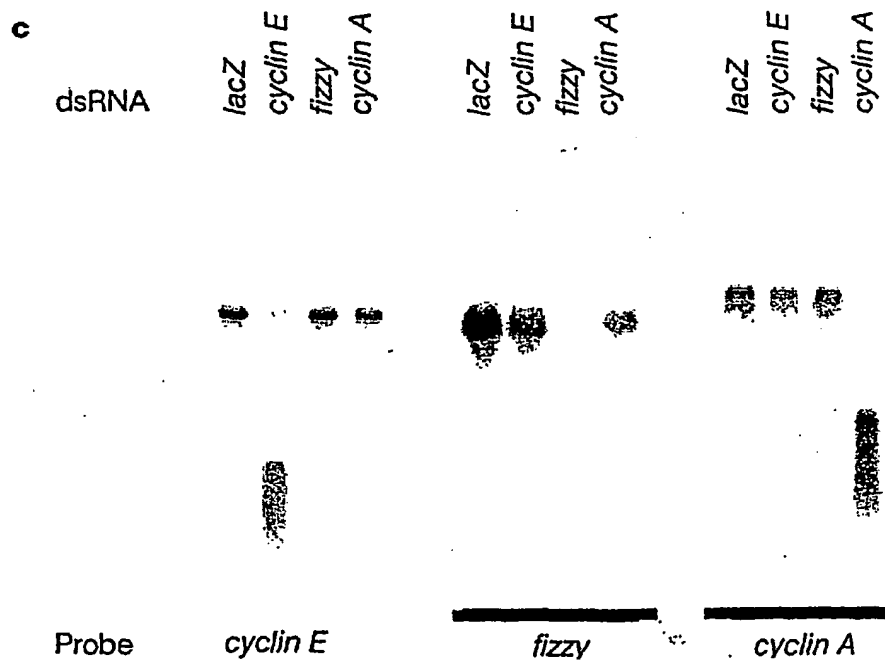 c
dsRNA
lacZ
cyclin E
fizzy
cyclin A
lacZ
cyclin E
fizzy
cyclin A
lacZ
cyclin E
fizzy
cyclin A
Probe cyclin E fizzy cyclin A